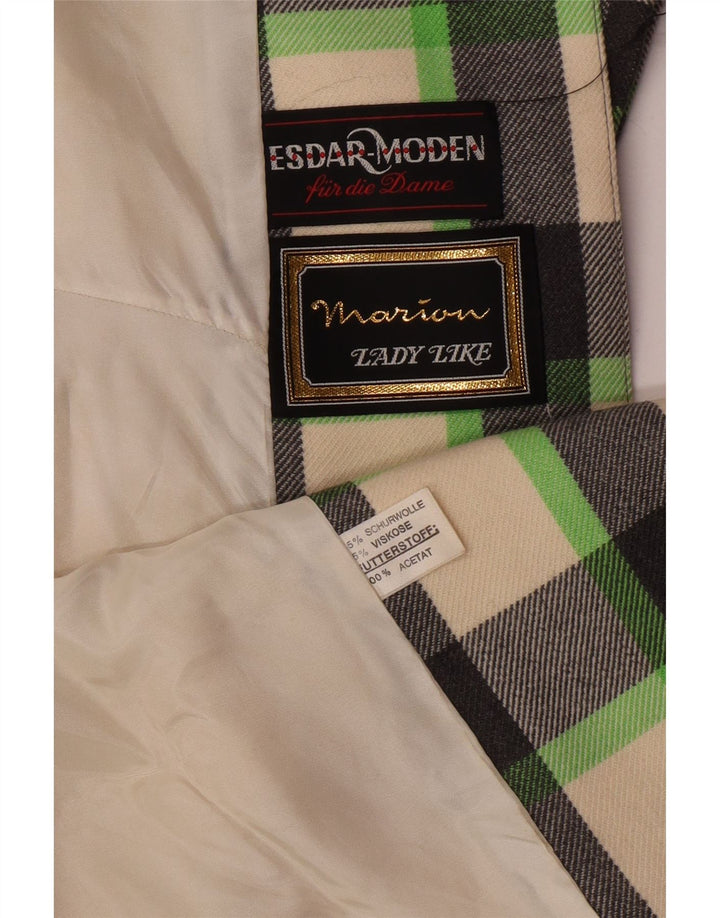 ESDAR-MODEN
für die Dame
Marion
LADY LIKE
5% SCHURWOLLE
5% VISKOSE
UTTERSTOFF:
00% ACETAT